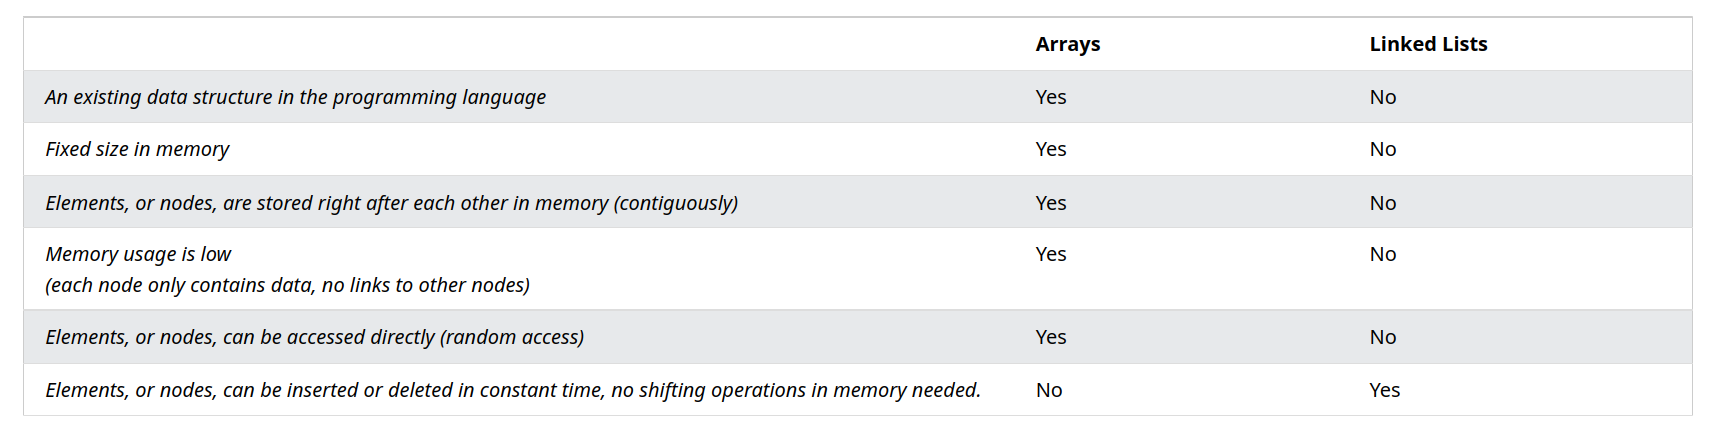 Arrays Linked Lists
An existing data structure in the programming language Yes No
Fixed size in memory Yes No
Elements, or nodes, are stored right after each other in memory (contiguously) Yes No
Memory usage is low Yes No
(each node only contains data, no links to other nodes)
Elements, or nodes, can be accessed directly (random access) Yes No
Elements, or nodes, can be inserted or deleted in constant time, no shifting operations in memory needed. No Yes